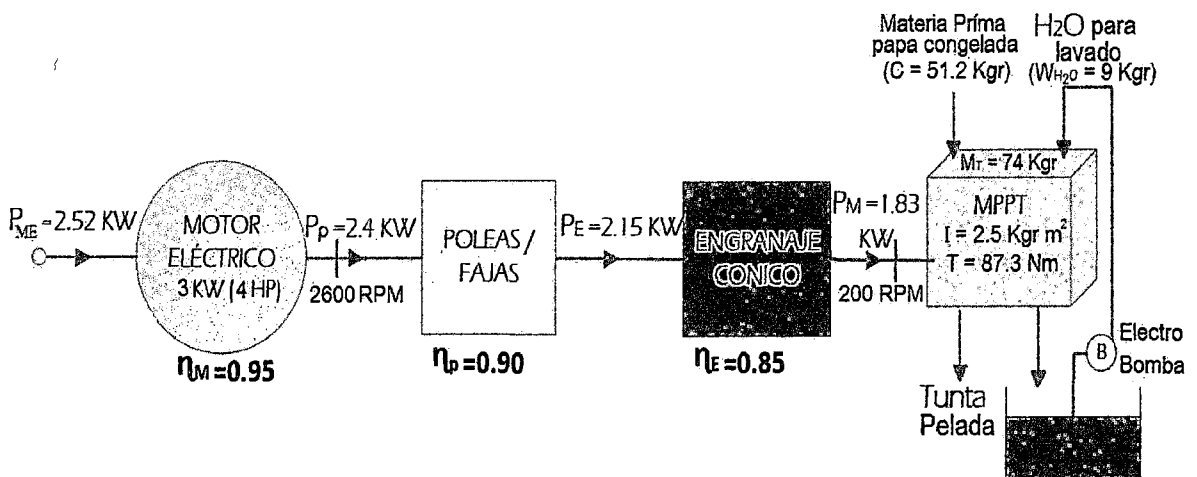 Materia Príma
papa congelada
(C = 51.2 Kgr)
H2O para
lavado
(WH2O = 9 Kgr)
PME=2.52 KW
MOTOR
ELÉCTRICO
3 KW (4 HP)
ηM=0.95
PP=2.4 KW
2600 RPM
POLEAS /
FAJAS
ηP=0.90
PE=2.15 KW
ENGRANAJE
CONICO
ηE=0.85
PM=1.83
KW
200 RPM
MT = 74 Kgr
MPPT
I = 2.5 Kgr m²
T = 87.3 Nm
Tunta
Pelada
B
Electro
Bomba